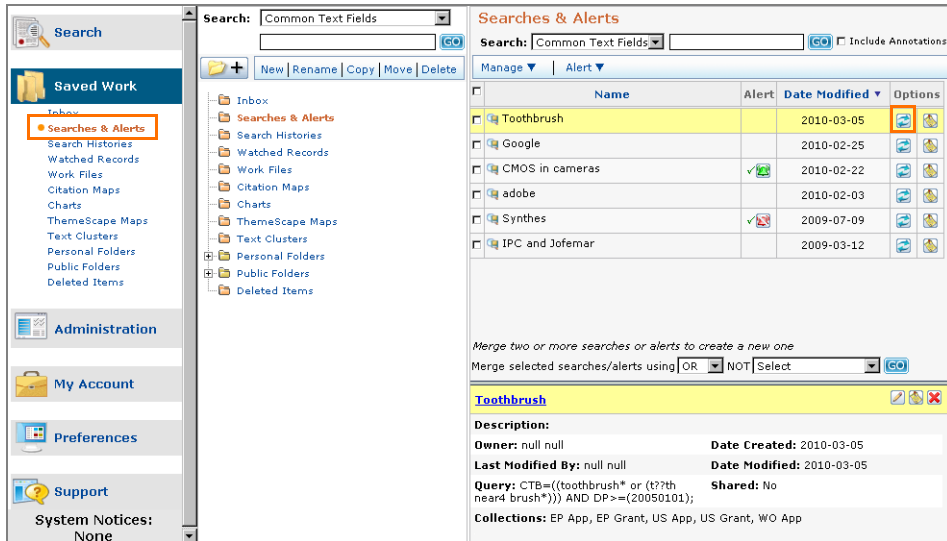 Search
Saved Work
Inbox
Searches & Alerts
Search Histories
Watched Records
Work Files
Citation Maps
Charts
ThemeScape Maps
Text Clusters
Personal Folders
Public Folders
Deleted Items
Administration
My Account
Preferences
Support
System Notices:
None
Search: Common Text Fields
GO
New | Rename | Copy | Move | Delete
Inbox
Searches & Alerts
Search Histories
Watched Records
Work Files
Citation Maps
Charts
ThemeScape Maps
Text Clusters
Personal Folders
Public Folders
Deleted Items
Searches & Alerts
Search: Common Text Fields GO Include Annotations
Manage ▼ | Alert ▼
Name Alert Date Modified ▼ Options
Toothbrush 2010-03-05
Google 2010-02-25
CMOS in cameras 2010-02-22
adobe 2010-02-03
Synthes 2009-07-09
IPC and Jofemar 2009-03-12
Merge two or more searches or alerts to create a new one
Merge selected searches/alerts using OR NOT Select GO
Toothbrush
Description:
Owner: null null Date Created: 2010-03-05
Last Modified By: null null Date Modified: 2010-03-05
Query: CTB=((toothbrush* or (t??th Shared: No
near4 brush*))) AND DP>=(20050101);
Collections: EP App, EP Grant, US App, US Grant, WO App